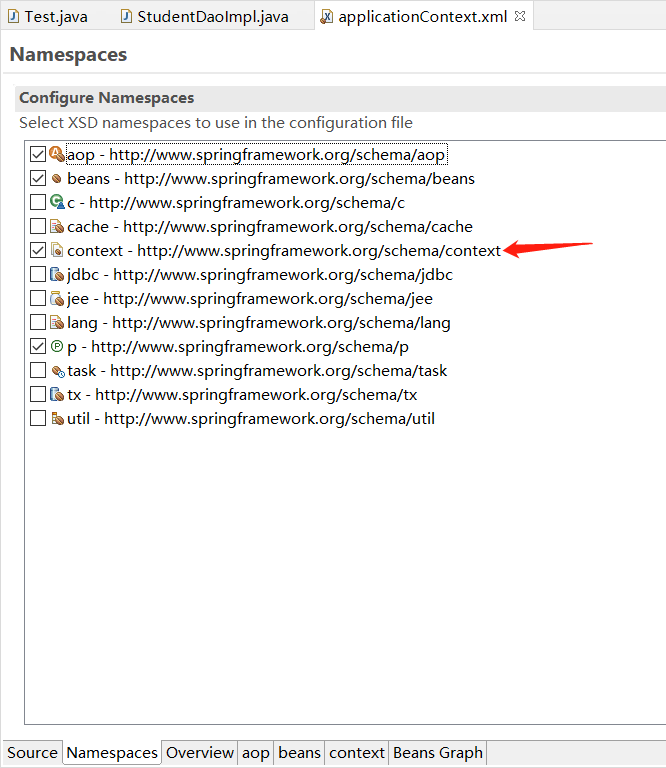 Test.java StudentDaoImpl.java applicationContext.xml
Namespaces
Configure Namespaces
Select XSD namespaces to use in the configuration file
aop - http://www.springframework.org/schema/aop
beans - http://www.springframework.org/schema/beans
c - http://www.springframework.org/schema/c
cache - http://www.springframework.org/schema/cache
context - http://www.springframework.org/schema/context
jdbc - http://www.springframework.org/schema/jdbc
jee - http://www.springframework.org/schema/jee
lang - http://www.springframework.org/schema/lang
p - http://www.springframework.org/schema/p
task - http://www.springframework.org/schema/task
tx - http://www.springframework.org/schema/tx
util - http://www.springframework.org/schema/util
Source Namespaces Overview aop beans context Beans Graph